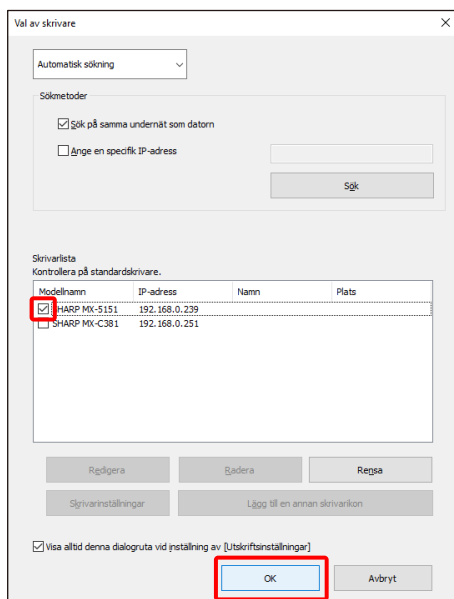 Val av skrivare
Automatisk sökning
Sökmetoder
Sök på samma undernät som datorn
Ange en specifik IP-adress
Sök
Skrivarlista
Kontrollera på standardskrivare.
Modellnamn IP-adress Namn Plats
HARP MX-5151 192.168.0.239
SHARP MX-C381 192.168.0.251
Redigera Radera Rensa
Skrivarinställningar Lägg till en annan skrivarikon
Visa alltid denna dialogruta vid inställning av [Utskriftsinställningar]
OK Avbryt